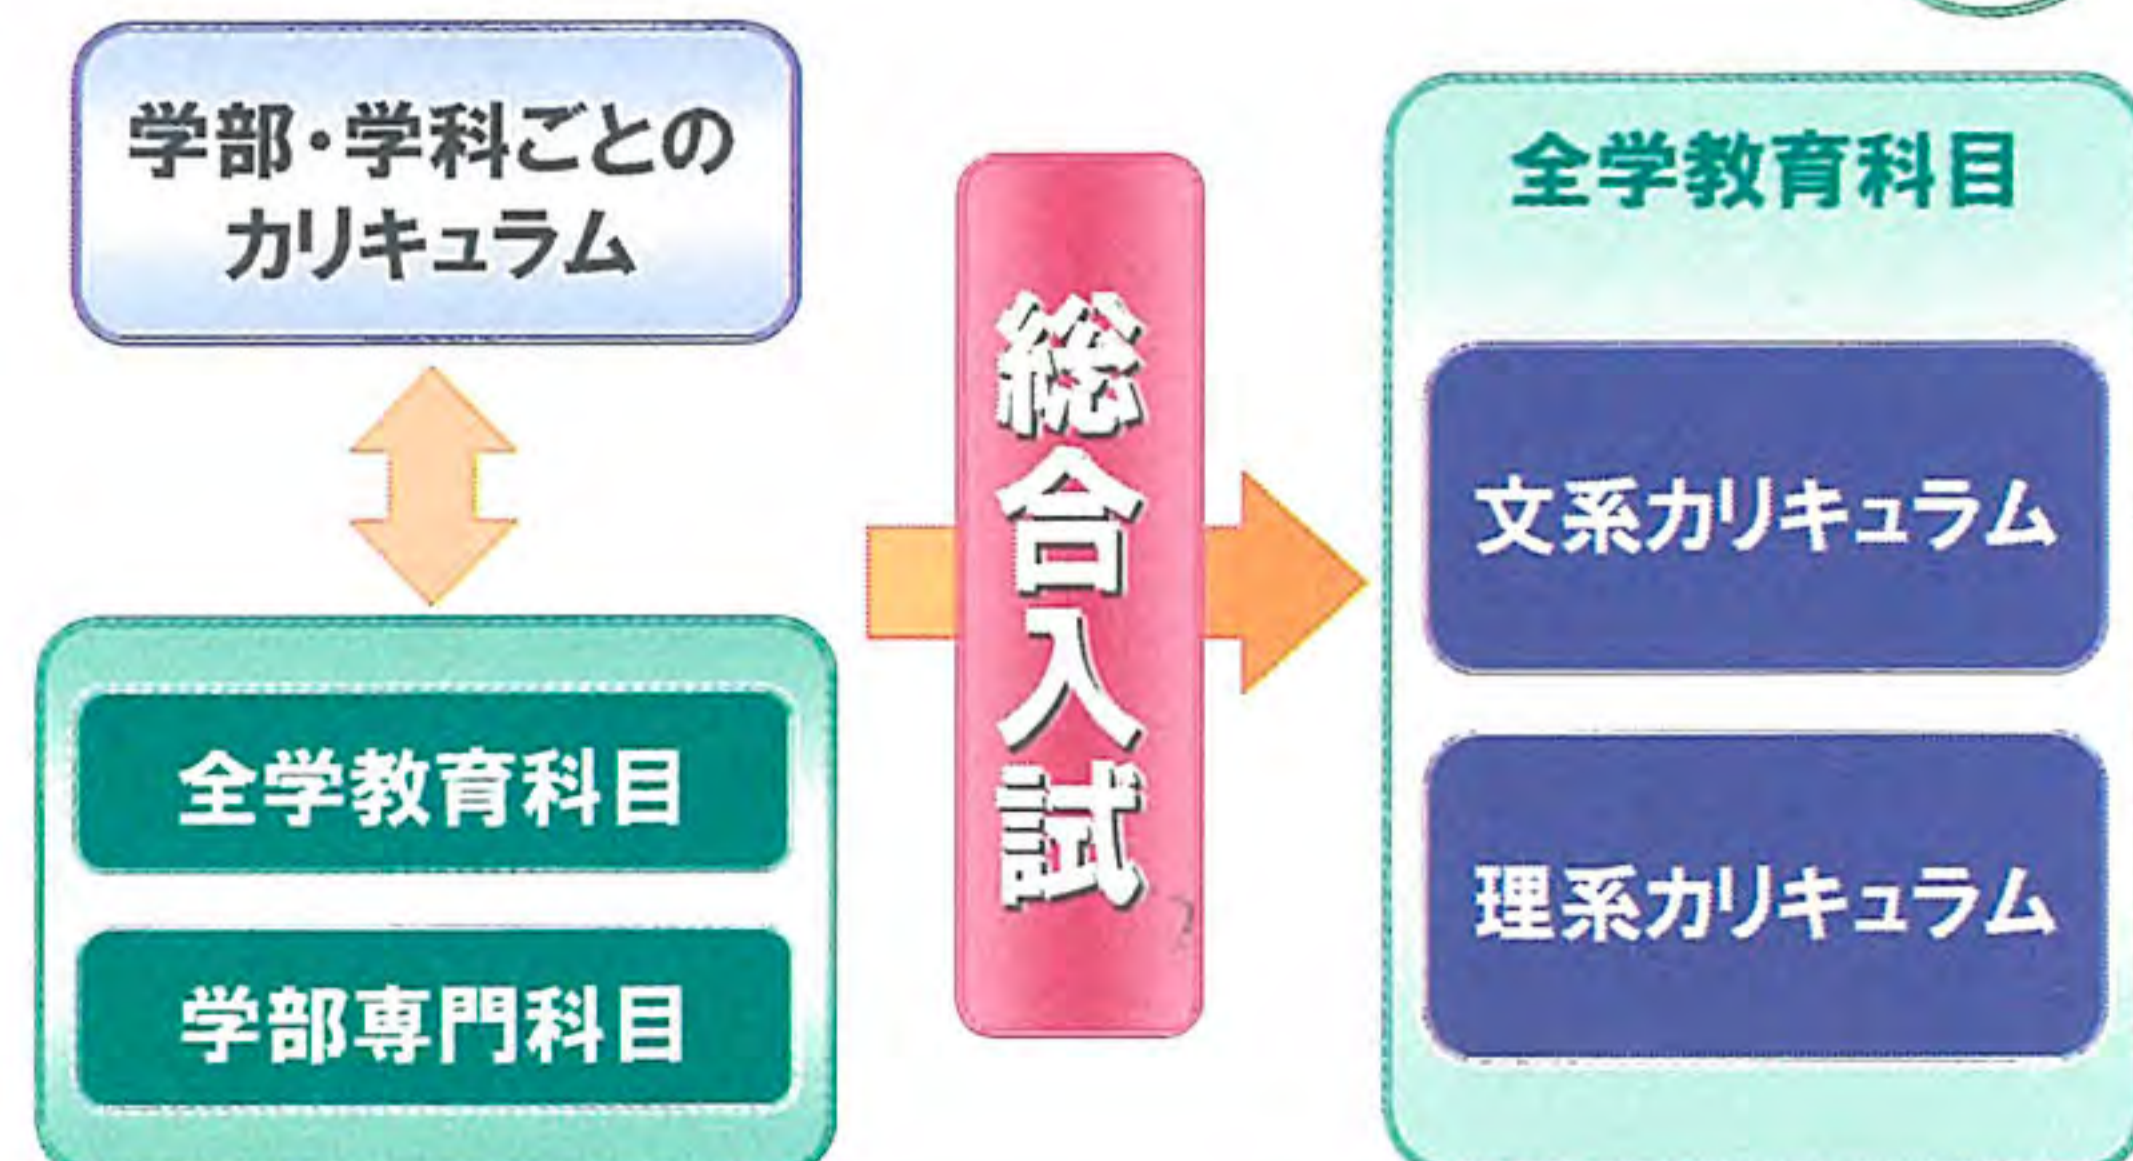 学部・学科ごとの
カリキュラム
全学教育科目
学部専門科目
総合入試
全学教育科目
文系カリキュラム
理系カリキュラム